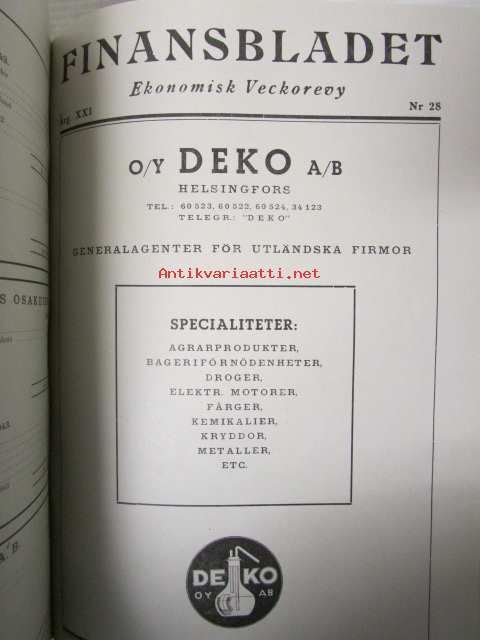 FINANSBLADET
Ekonomisk Veckorevy
Årg XXI
Nr 28
O/Y DEKO A/B
HELSINGFORS
TEL.: 60 523, 60 522, 60 524, 34 123
TELEGR.: "DEKO"
GENERALAGENTER FÖR UTLÄNDSKA FIRMOR
Antikvariaatti.net
SPECIALITETER:
AGRARPRODUKTER,
BAGERIFÖRNÖDENHETER,
DROGER,
ELEKTR. MOTORER,
FÄRGER,
KEMIKALIER,
KRYDDOR,
METALLER,
ETC.
DEKO
OY AB
S OSAKE